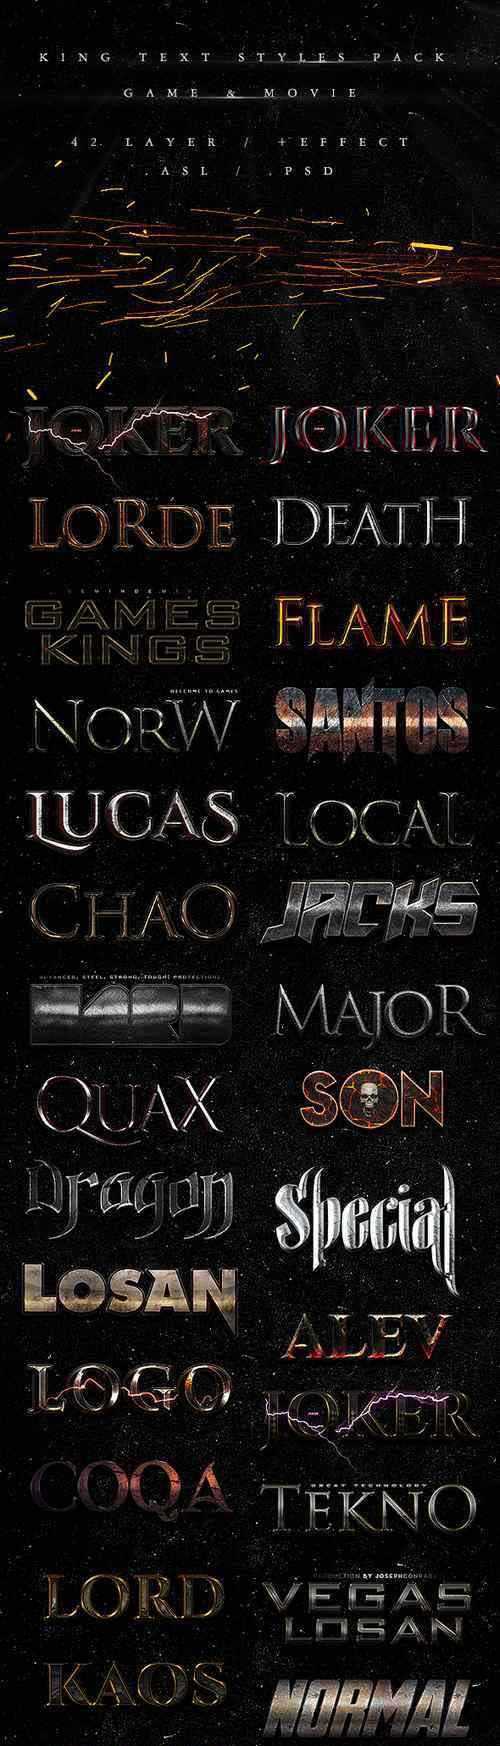 KING TEXT STYLES PACK
GAME & MOVIE
42. LAYER / +EFFECT
.ASL / .PSD
JOKER
JOKER
LORDE
DEATH
GAMES
KINGS
FLAME
WELCOME TO GAMES
NORW
SANTOS
LUCAS
LOCAL
CHAO
JACKS
ADVANCED, STEEL, STRONG, TOUGH, PROTECTION
HARD
MAJOR
QUAX
SON
Dragon
Special
LOSAN
ALEV
LOGO
JOKER
COQA
GREAT TECHNOLOGY
TEKNO
LORD
BY JOSEPHCONRAD
VEGAS
LOSAN
KAOS
NORMAL